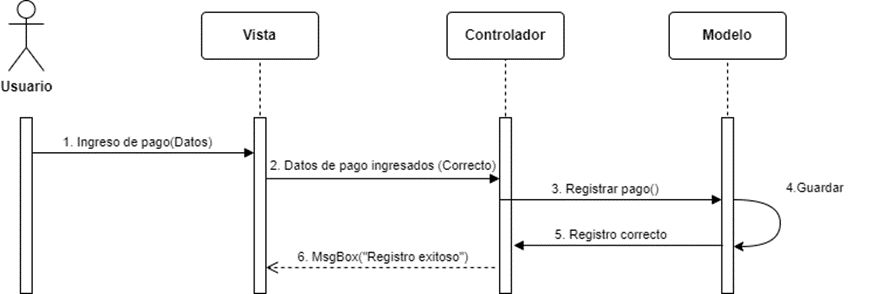 Usuario
Vista
Controlador
Modelo
1. Ingreso de pago(Datos)
2. Datos de pago ingresados (Correcto)
3. Registrar pago()
4.Guardar
5. Registro correcto
6. MsgBox("Registro exitoso")